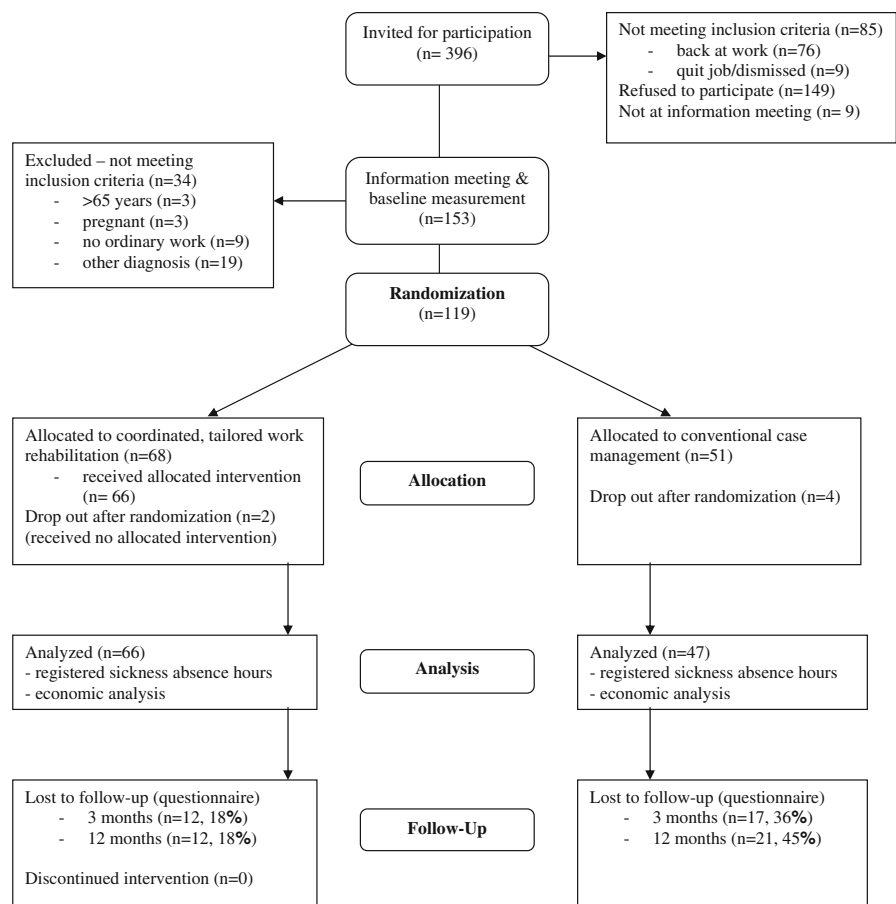 Invited for participation
(n= 396)
Not meeting inclusion criteria (n=85)
- back at work (n=76)
- quit job/dismissed (n=9)
Refused to participate (n=149)
Not at information meeting (n= 9)
Excluded – not meeting
inclusion criteria (n=34)
- >65 years (n=3)
- pregnant (n=3)
- no ordinary work (n=9)
- other diagnosis (n=19)
Information meeting &
baseline measurement
(n=153)
Randomization
(n=119)
Allocated to coordinated, tailored work
rehabilitation (n=68)
- received allocated intervention
(n= 66)
Drop out after randomization (n=2)
(received no allocated intervention)
Allocation
Allocated to conventional case
management (n=51)
Drop out after randomization (n=4)
Analyzed (n=66)
- registered sickness absence hours
- economic analysis
Analysis
Analyzed (n=47)
- registered sickness absence hours
- economic analysis
Lost to follow-up (questionnaire)
- 3 months (n=12, 18%)
- 12 months (n=12, 18%)
Discontinued intervention (n=0)
Follow-Up
Lost to follow-up (questionnaire)
- 3 months (n=17, 36%)
- 12 months (n=21, 45%)